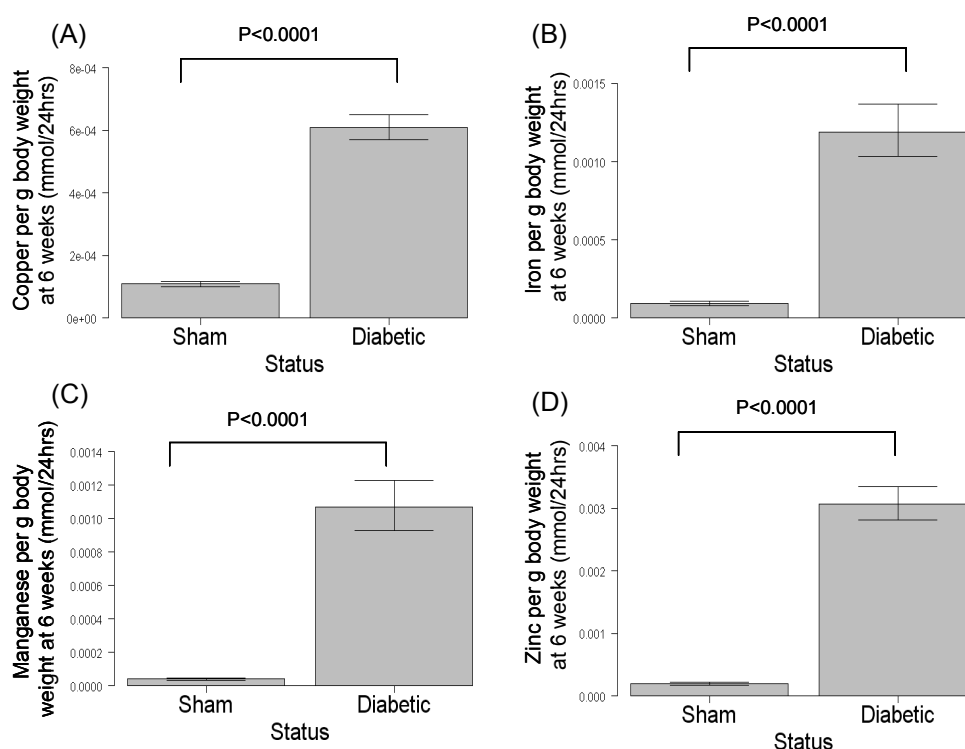 (A)
P<0.0001
Copper per g body weight
at 6 weeks (mmol/24hrs)
8e-04
6e-04
4e-04
2e-04
0e+00
Sham Diabetic
Status
(B)
P<0.0001
Iron per g body weight
at 6 weeks (mmol/24hrs)
0.0015
0.0010
0.0005
0.0000
Sham Diabetic
Status
(C)
P<0.0001
Manganese per g body
weight at 6 weeks (mmol/24hrs)
0.0014
0.0012
0.0010
0.0008
0.0006
0.0004
0.0002
0.0000
Sham Diabetic
Status
(D)
P<0.0001
Zinc per g body weight
at 6 weeks (mmol/24hrs)
0.004
0.003
0.002
0.001
0.000
Sham Diabetic
Status